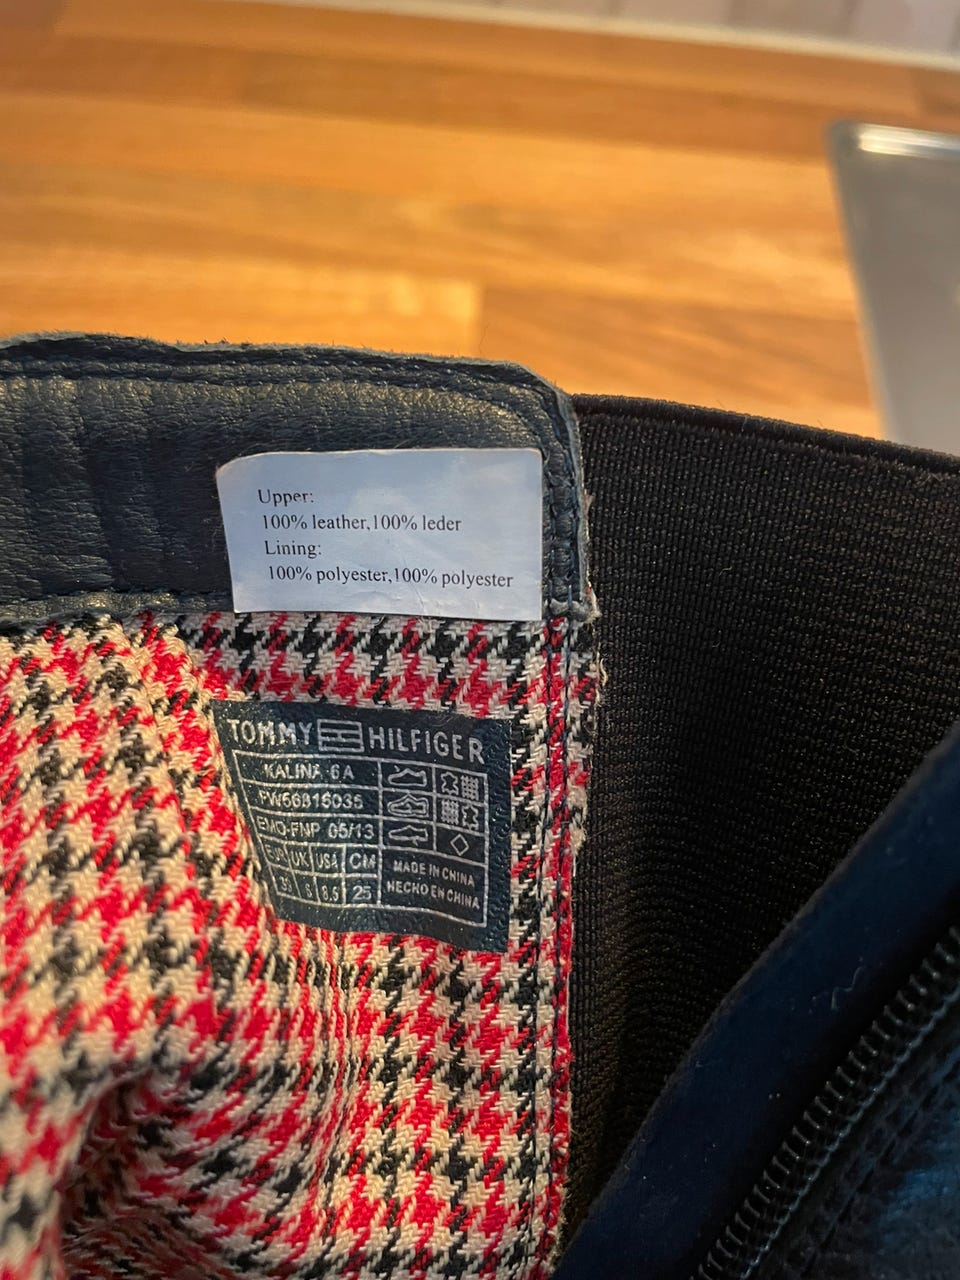 Upper:
100% leather,100% leder
Lining:
100% polyester,100% polyester
TOMMY HILFIGER
KALINA 6A
FW56816035
EMO-FNP 05/13
EUR UK USA CM
39 6 8.5 25
MADE IN CHINA
HECHO EN CHINA